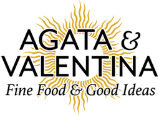 AGATA &
VALENTINA
Fine Food & Good Ideas